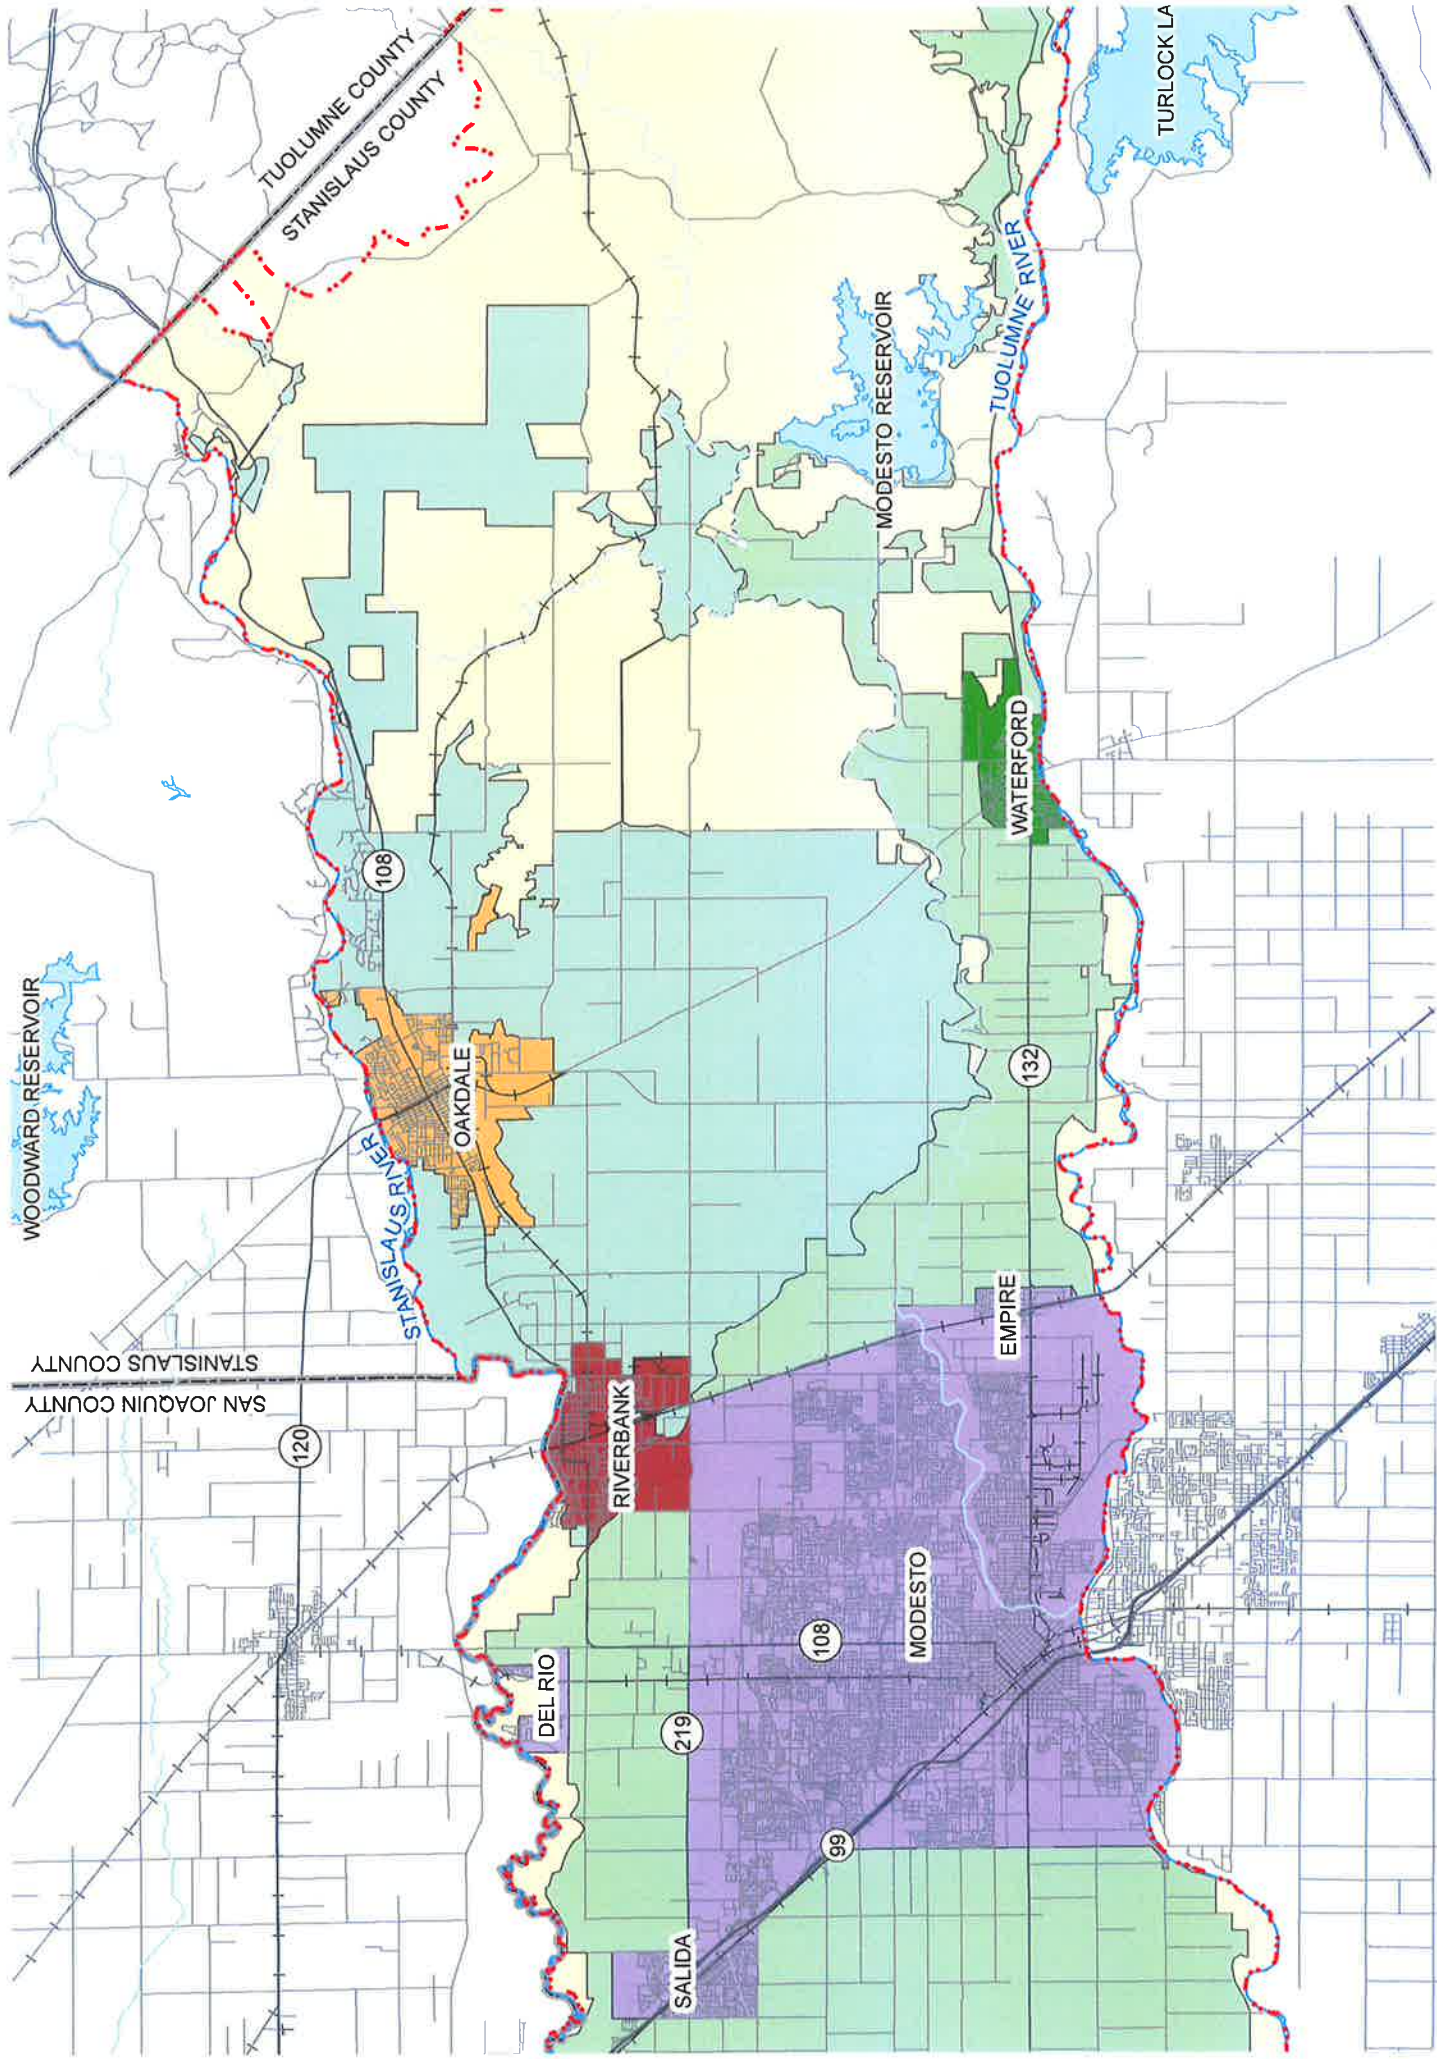 WOODWARD RESERVOIR
TUOLUMNE COUNTY
STANISLAUS COUNTY
SAN JOAQUIN COUNTY
STANISLAUS COUNTY
120
STANISLAUS RIVER
108
OAKDALE
RIVERBANK
DEL RIO
219
SALIDA
108
99
MODESTO
EMPIRE
132
WATERFORD
MODESTO RESERVOIR
TUOLUMNE RIVER
TURLOCK LA